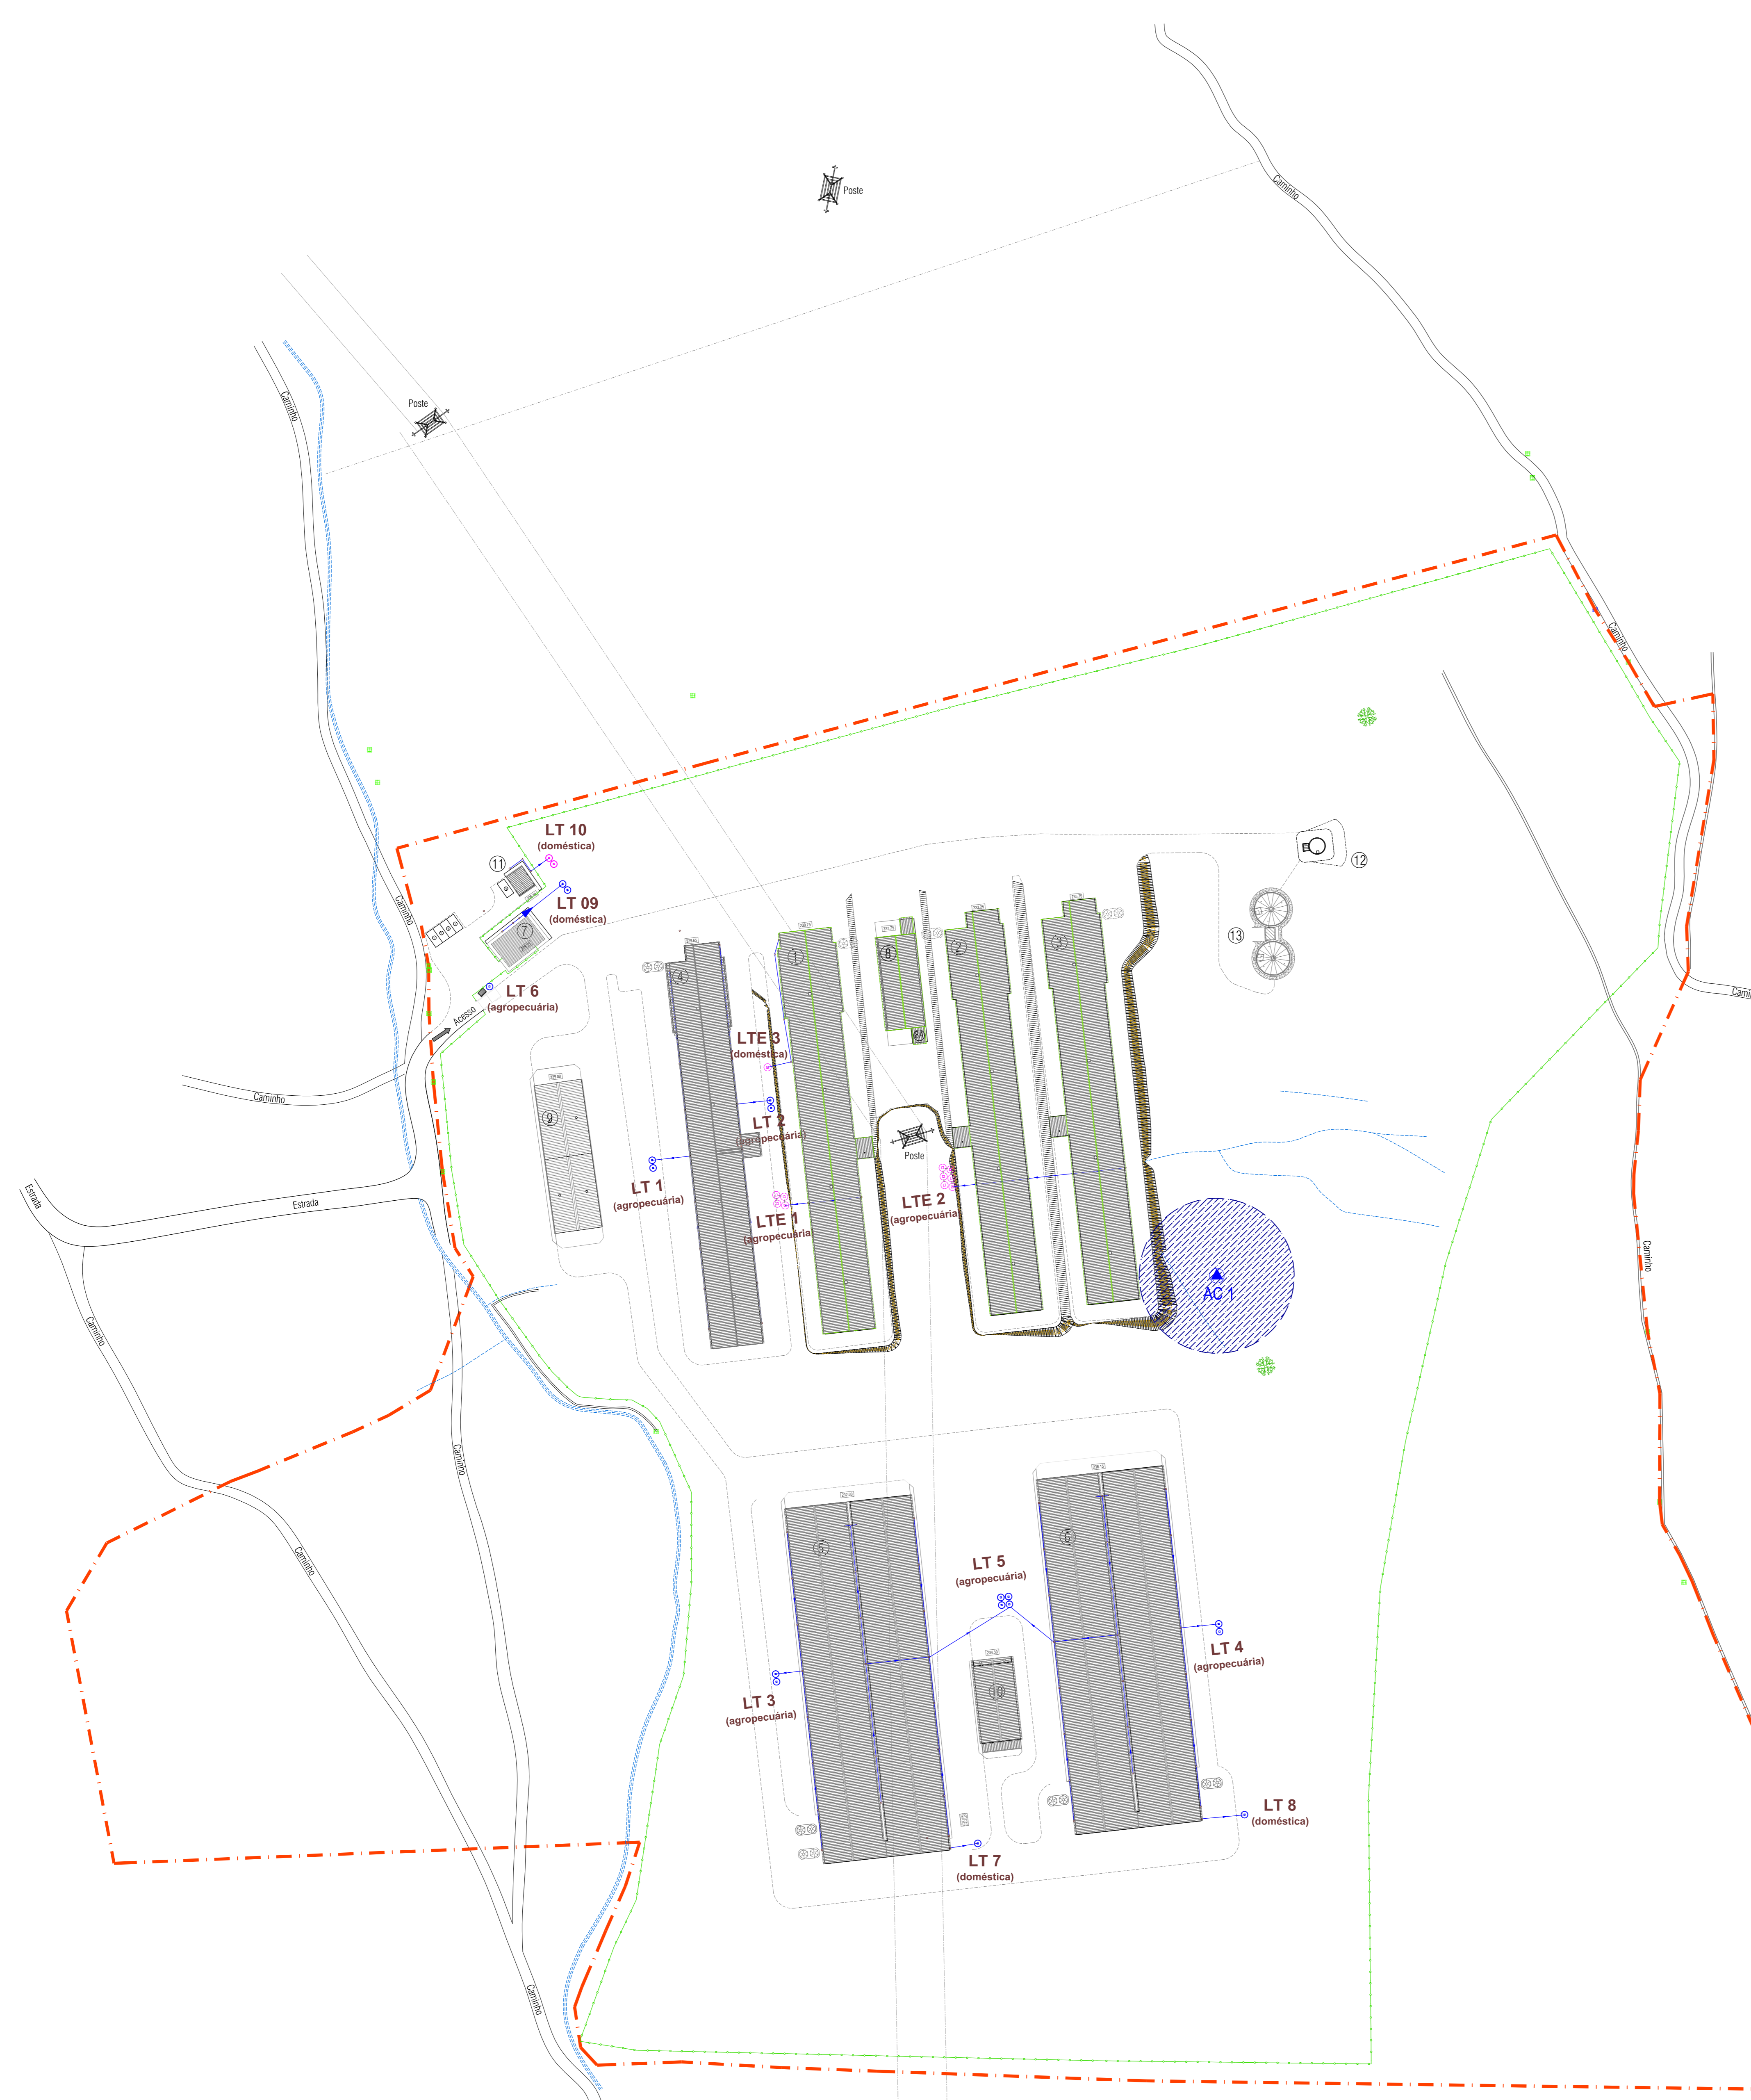 Poste
Caminho
Poste
Caminho
Caminho
LT 10
(doméstica)
11
12
LT 09
(doméstica)
7
13
Caminho
1
8
2
3
4
LT 6
(agropecuária)
Acesso
8A
LTE 3
(doméstica)
Caminho
9
LT 2
(agropecuária)
Poste
LT 1
(agropecuária)
LTE 1
(agropecuária)
LTE 2
(agropecuária)
Estrada
Estrada
Caminho
AC 1
Caminho
Caminho
5
6
LT 5
(agropecuária)
Caminho
LT 4
(agropecuária)
10
LT 3
(agropecuária)
LT 8
(doméstica)
LT 7
(doméstica)
Caminho